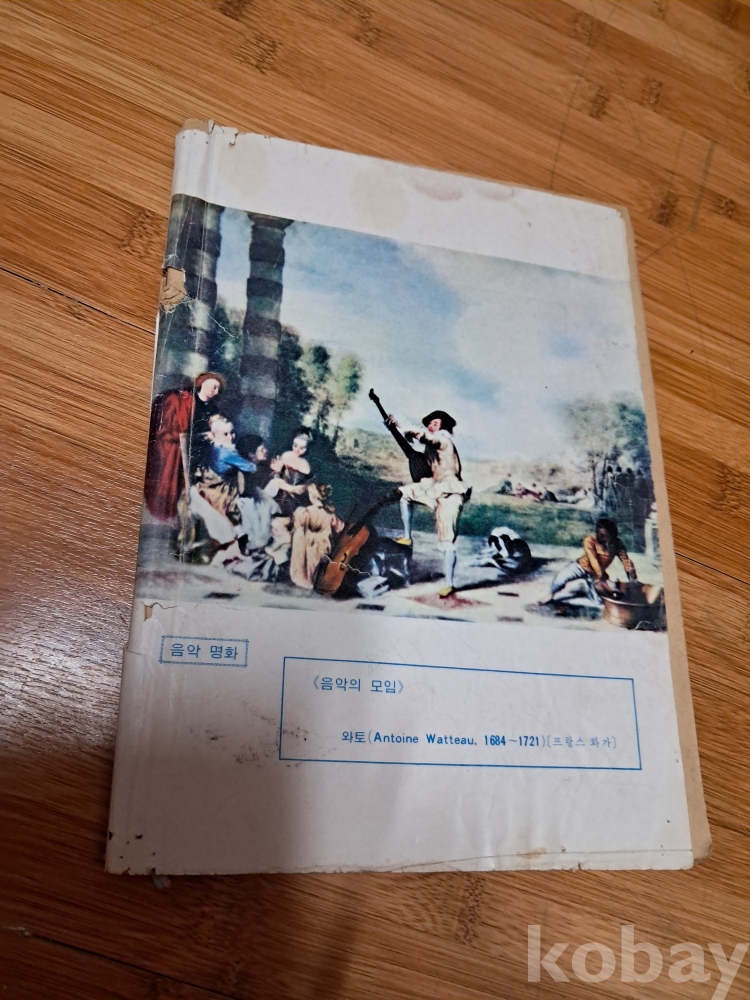 음악 명화
《음악의 모임》
와토(Antoine Watteau, 1684~1721)〔프랑스 화가〕
kobay